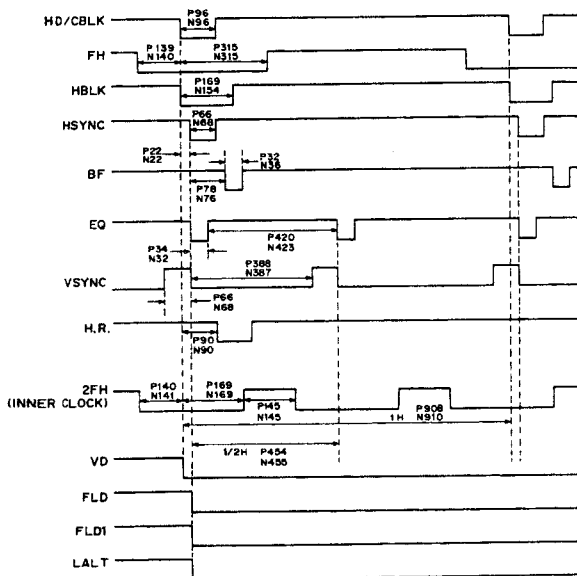 HD/CBLK
P96
N96
FH
P139
N140
P315
N315
HBLK
P169
N154
HSYNC
P66
N68
P22
N22
P32
N36
BF
P78
N76
EQ
P420
N423
P34
N32
P388
N387
VSYNC
P66
N68
H.R.
P90
N90
2FH
(INNER CLOCK)
P140
N141
P169
N169
P145
N145
P908
N910
1H
1/2H
P454
N455
VD
FLD
FLD1
LALT